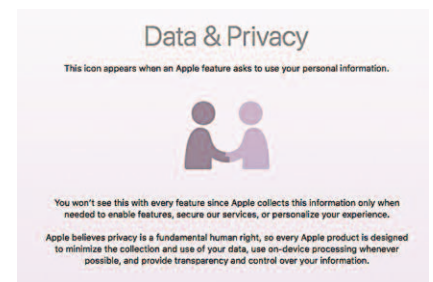 Data & Privacy
This icon appears when an Apple feature asks to use your personal information.
You won't see this with every feature since Apple collects this information only when
needed to enable features, secure our services, or personalize your experience.
Apple believes privacy is a fundamental human right, so every Apple product is designed
to minimize the collection and use of your data, use on-device processing whenever
possible, and provide transparency and control over your information.